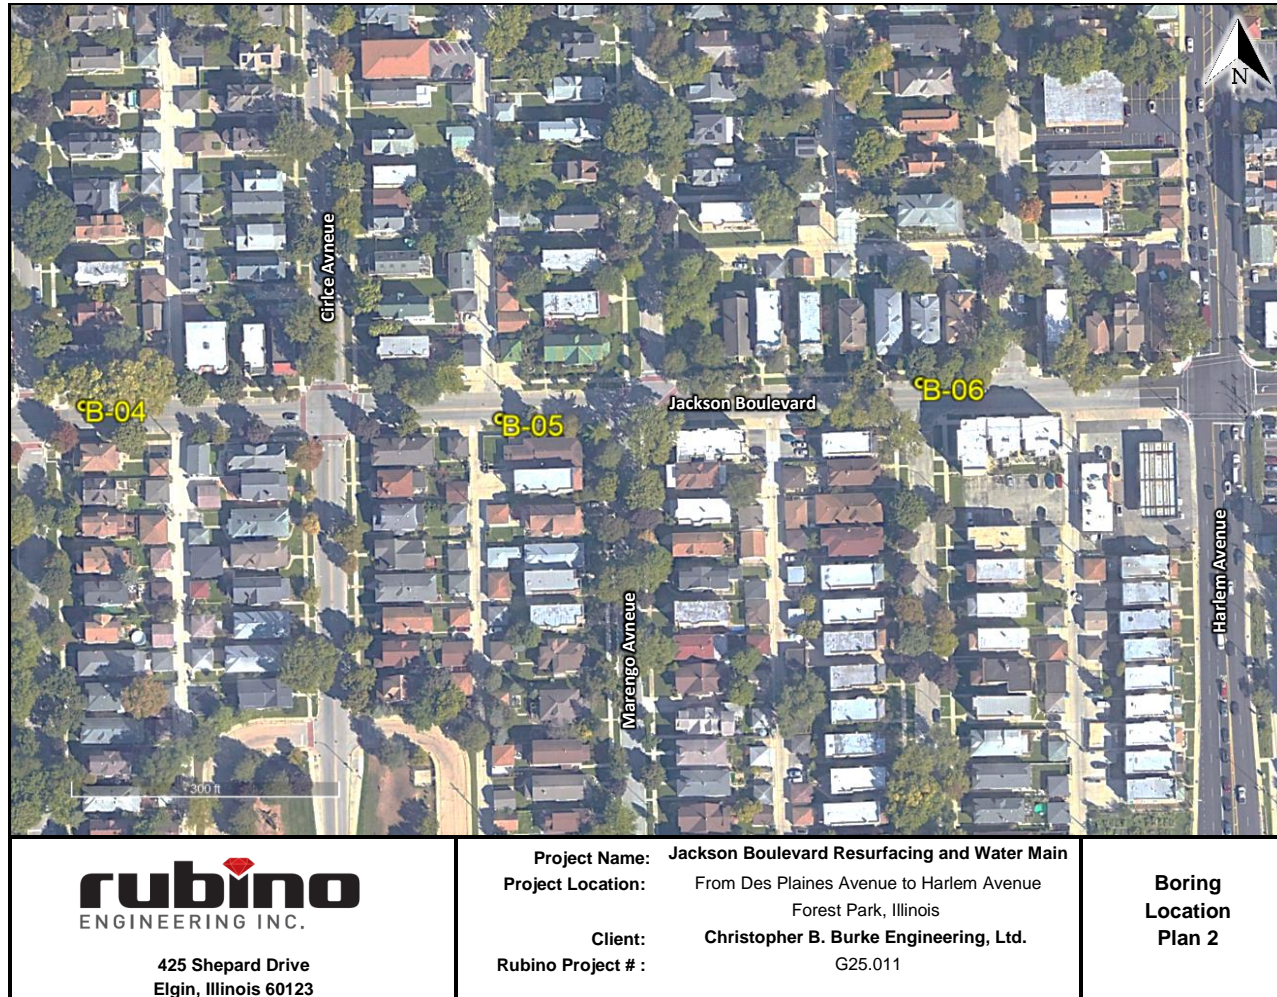 N
Cirlce Avneue
B-04
B-05
B-06
Jackson Boulevard
Marengo Avneue
Harlem Avenue
300 ft
rubino
ENGINEERING INC.
425 Shepard Drive
Elgin, Illinois 60123
Project Name: Jackson Boulevard Resurfacing and Water Main
Project Location: From Des Plaines Avenue to Harlem Avenue
Forest Park, Illinois
Client: Christopher B. Burke Engineering, Ltd.
Rubino Project # : G25.011
Boring
Location
Plan 2